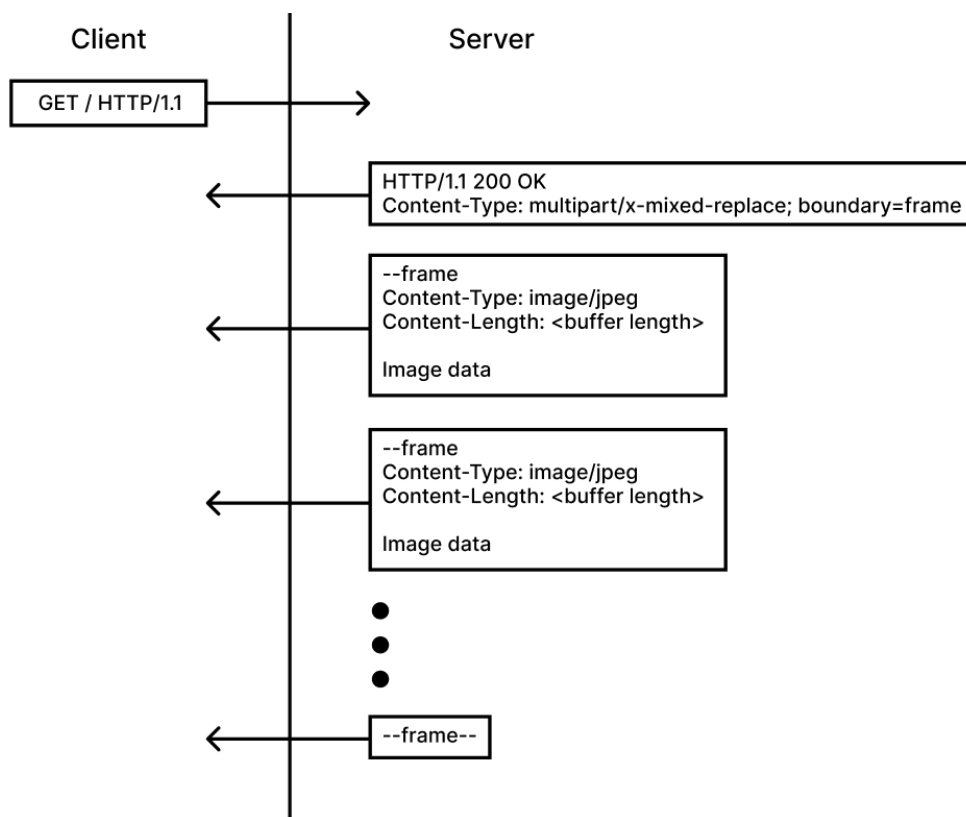 Client
Server
GET / HTTP/1.1
HTTP/1.1 200 OK
Content-Type: multipart/x-mixed-replace; boundary=frame
--frame
Content-Type: image/jpeg
Content-Length: <buffer length>
Image data
--frame
Content-Type: image/jpeg
Content-Length: <buffer length>
Image data
--frame--